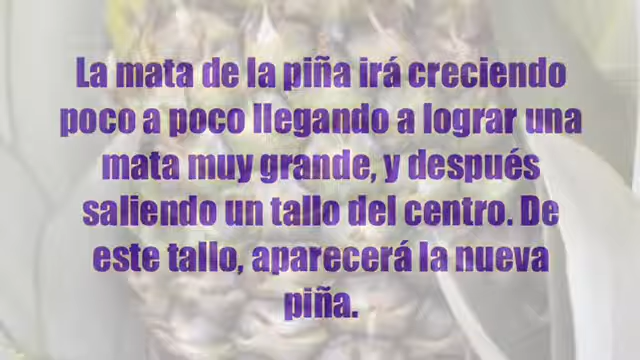 La mata de la piña irá creciendo
poco a poco llegando a lograr una
mata muy grande, y después
saliendo un tallo del centro. De
este tallo, aparecerá la nueva
piña.